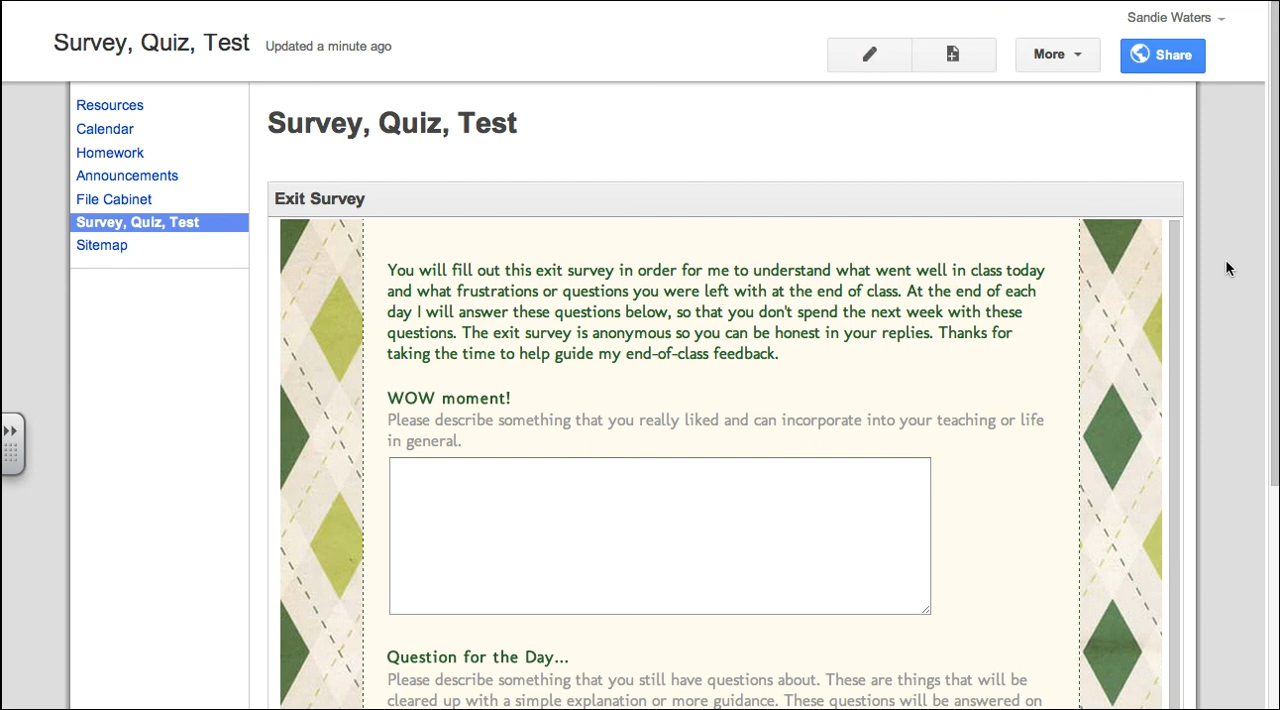 Sandie Waters
Survey, Quiz, Test Updated a minute ago
More
Share
Resources
Calendar
Homework
Announcements
File Cabinet
Survey, Quiz, Test
Sitemap
Survey, Quiz, Test
Exit Survey
You will fill out this exit survey in order for me to understand what went well in class today
and what frustrations or questions you were left with at the end of class. At the end of each
day I will answer these questions below, so that you don't spend the next week with these
questions. The exit survey is anonymous so you can be honest in your replies. Thanks for
taking the time to help guide my end-of-class feedback.
WOW moment!
Please describe something that you really liked and can incorporate into your teaching or life
in general.
Question for the Day...
Please describe something that you still have questions about. These are things that will be
cleared up with a simple explanation or more guidance. These questions will be answered on